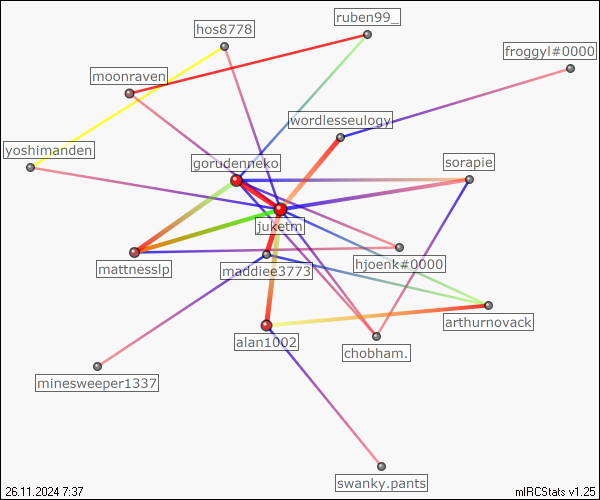 ruben99_
hos8778
froggyl#0000
moonraven
wordlesseulogy
yoshimanden
gorudenneko
sorapie
juketm
mattnesslp
maddiee3773
hjoenk#0000
arthurnovack
alan1002
chobham.
minesweeper1337
swanky.pants
26.11.2024 7:37
mIRCStats v1.25